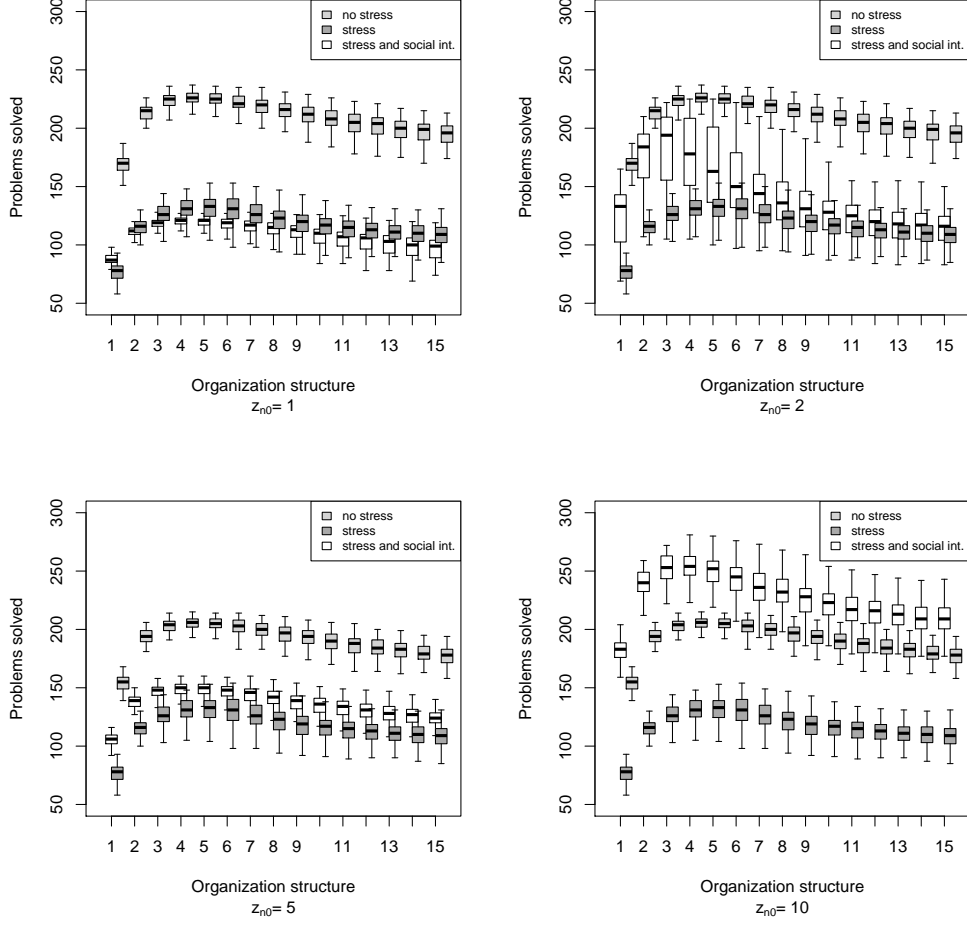 no stress
stress
stress and social int.
Problems solved
300
250
200
150
100
50
1 2 3 4 5 6 7 8 9 11 13 15
Organization structure
zn0= 1
no stress
stress
stress and social int.
Problems solved
300
250
200
150
100
50
1 2 3 4 5 6 7 8 9 11 13 15
Organization structure
zn0= 2
no stress
stress
stress and social int.
Problems solved
300
250
200
150
100
50
1 2 3 4 5 6 7 8 9 11 13 15
Organization structure
zn0= 5
no stress
stress
stress and social int.
Problems solved
300
250
200
150
100
50
1 2 3 4 5 6 7 8 9 11 13 15
Organization structure
zn0= 10